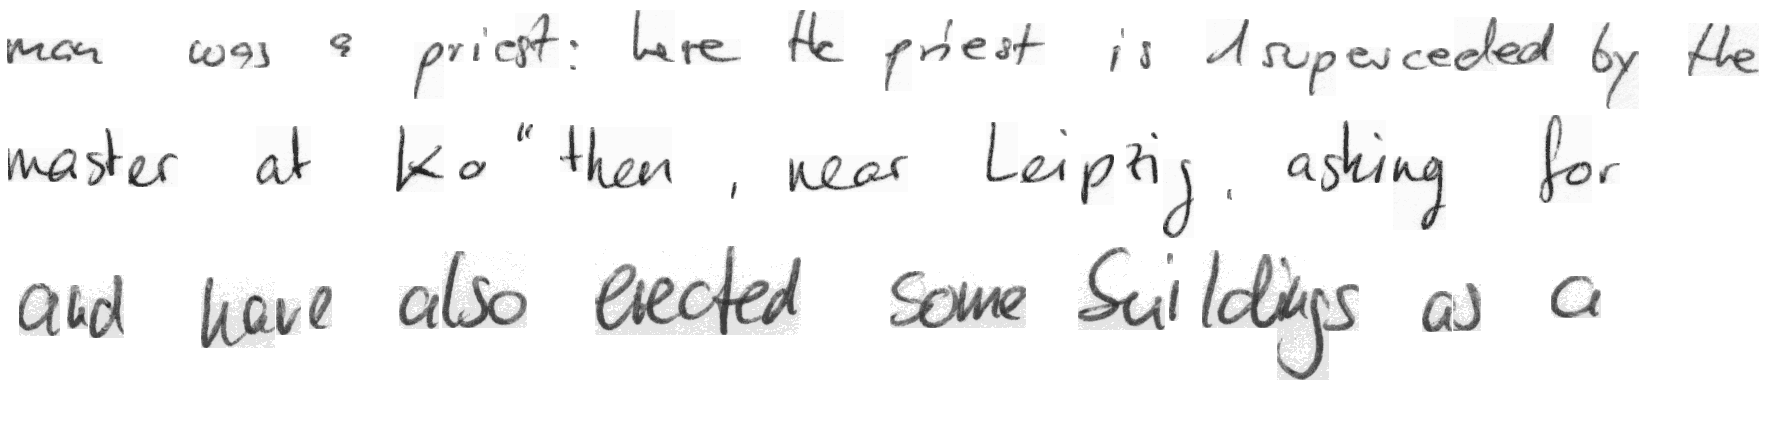 man was a priest: here the priest is superceded by the
master at Ko"then, near Leipzig, asking for
and have also erected some buildings as a